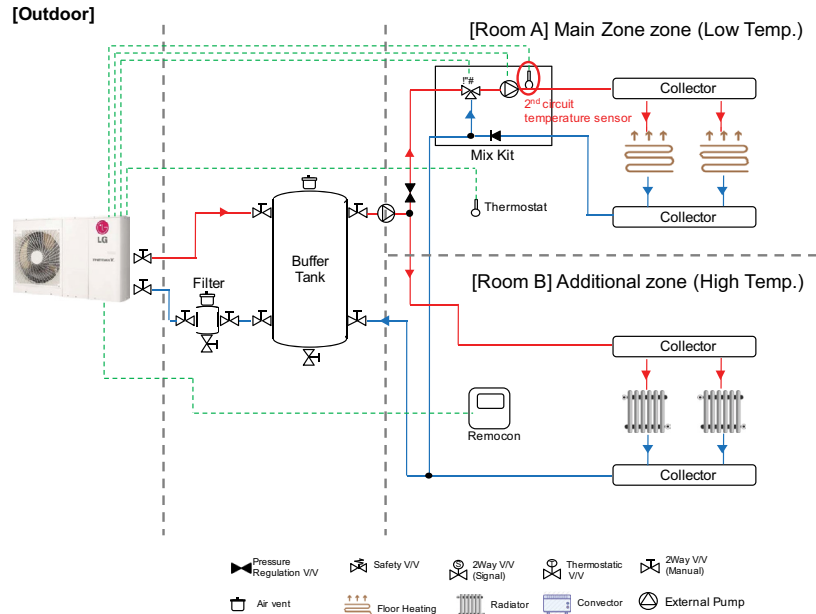 [Outdoor]
[Room A] Main Zone zone (Low Temp.)
!"#
2nd circuit
temperature sensor
Mix Kit
Collector
Collector
Thermostat
LG
Buffer
Tank
Filter
[Room B] Additional zone (High Temp.)
Collector
Collector
Remocon
Pressure
Regulation V/V
Safety V/V
S
2Way V/V
(Signal)
Thermostatic
V/V
2Way V/V
(Manual)
Air vent
Floor Heating
Radiator
Convector
External Pump